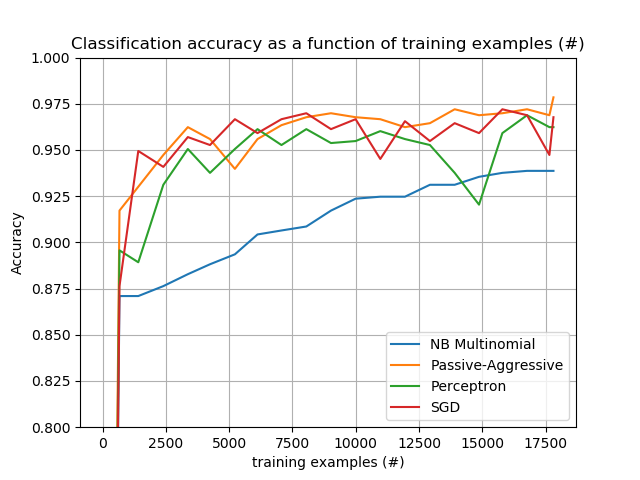 Classification accuracy as a function of training examples (#)
1.000
0.975
0.950
0.925
0.900
0.875
0.850
0.825
0.800
Accuracy
NB Multinomial
Passive-Aggressive
Perceptron
SGD
0 2500 5000 7500 10000 12500 15000 17500
training examples (#)